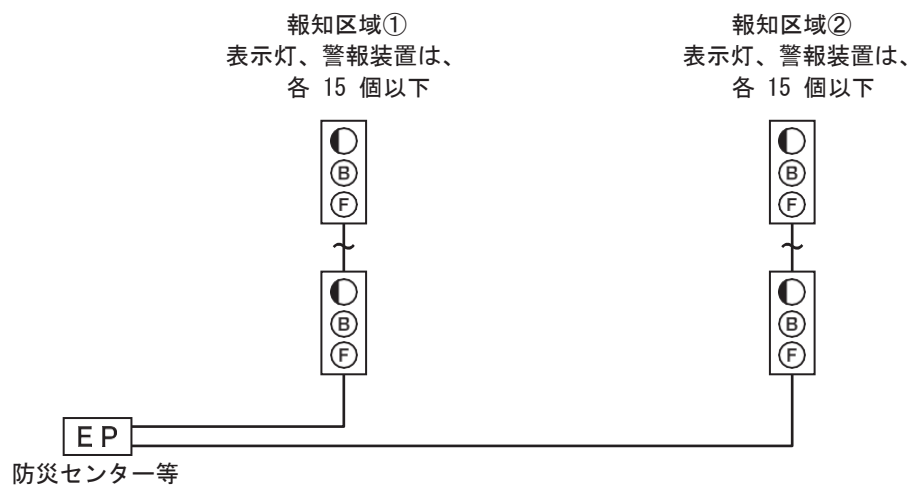 報知区域①
表示灯、警報装置は、
各 15 個以下
報知区域②
表示灯、警報装置は、
各 15 個以下
B
F
B
F
B
F
B
F
EP
防災センター等